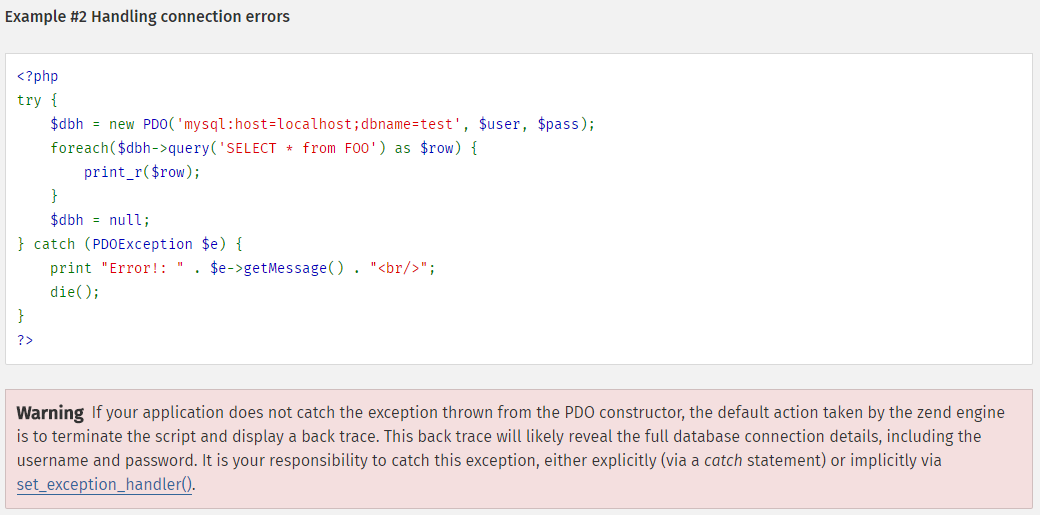 Example #2 Handling connection errors
<?php
try {
    $dbh = new PDO('mysql:host=localhost;dbname=test', $user, $pass);
    foreach($dbh->query('SELECT * from FOO') as $row) {
        print_r($row);
    }
    $dbh = null;
} catch (PDOException $e) {
    print "Error!: " . $e->getMessage() . "<br/>";
    die();
}
?>
Warning If your application does not catch the exception thrown from the PDO constructor, the default action taken by the zend engine
is to terminate the script and display a back trace. This back trace will likely reveal the full database connection details, including the
username and password. It is your responsibility to catch this exception, either explicitly (via a catch statement) or implicitly via
set_exception_handler().